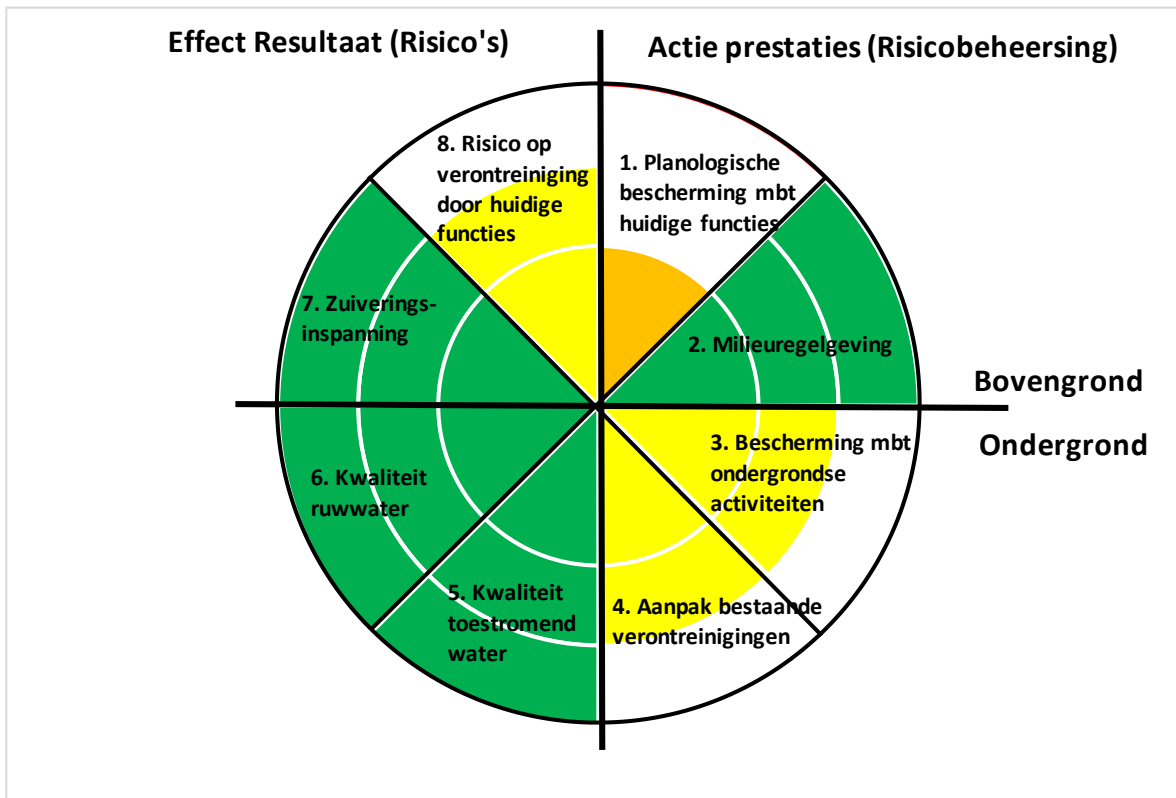 Effect Resultaat (Risico's)
Actie prestaties (Risicobeheersing)
8. Risico op
verontreiniging
door huidige
functies
1. Planologische
bescherming mbt
huidige functies
7. Zuiverings-
inspanning
2. Milieuregelgeving
Bovengrond
Ondergrond
3. Bescherming mbt
ondergrondse
activiteiten
6. Kwaliteit
ruwwater
5. Kwaliteit
toestromend
water
4. Aanpak bestaande
verontreinigingen